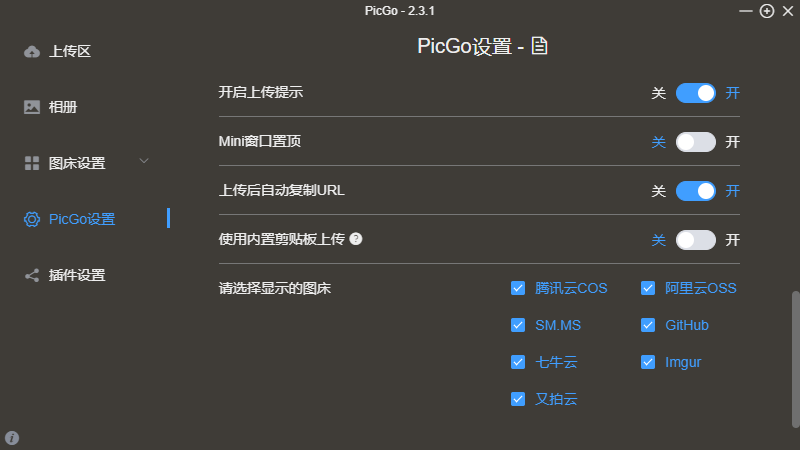 PicGo - 2.3.1
上传区
相册
图床设置
PicGo设置
插件设置
PicGo设置 -
开启上传提示 关 开
Mini窗口置顶 关 开
上传后自动复制URL 关 开
使用内置剪贴板上传 ? 关 开
请选择显示的图床 腾讯云COS 阿里云OSS
SM.MS GitHub
七牛云 Imgur
又拍云